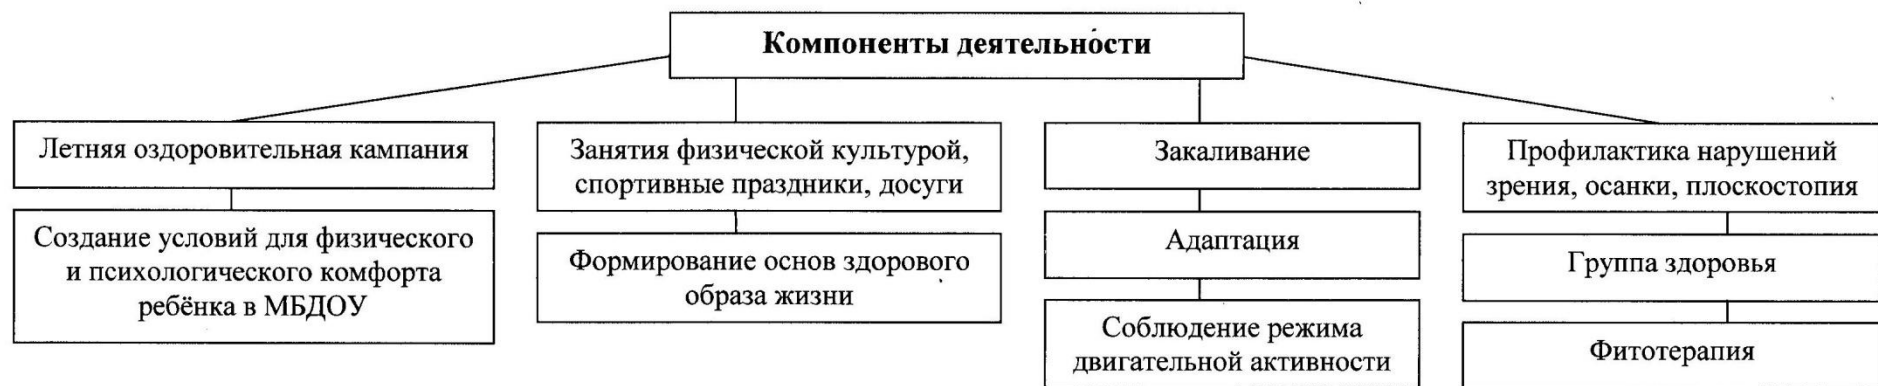 Компоненты деятельности
Летняя оздоровительная кампания
Создание условий для физического
и психологического комфорта
ребёнка в МБДОУ
Занятия физической культурой,
спортивные праздники, досуги
Формирование основ здорового
образа жизни
Закаливание
Адаптация
Соблюдение режима
двигательной активности
Профилактика нарушений
зрения, осанки, плоскостопия
Группа здоровья
Фитотерапия